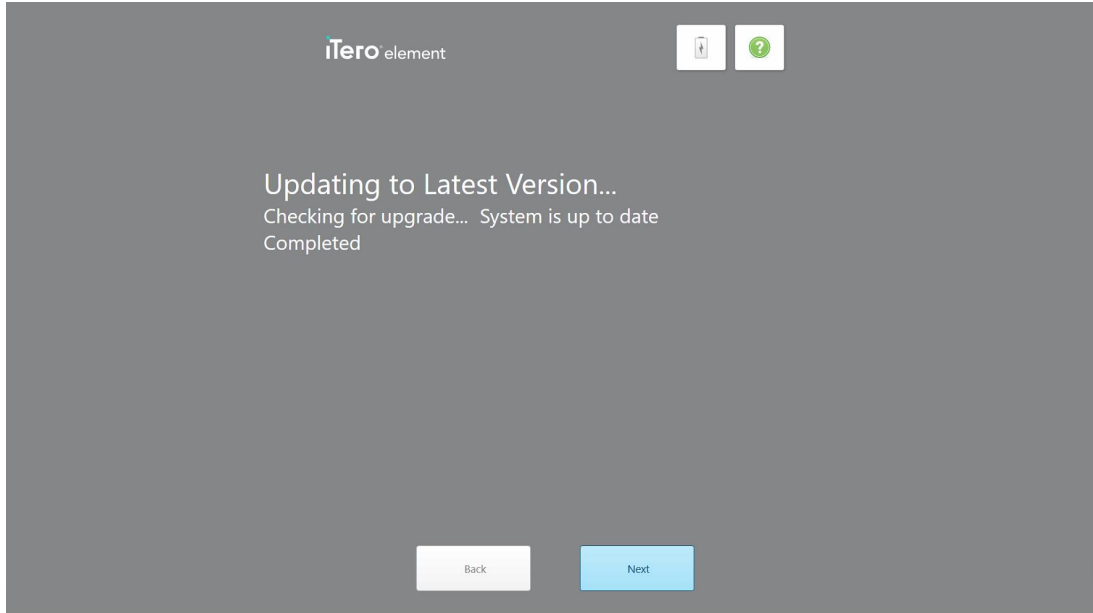 iTero element
?
Updating to Latest Version...
Checking for upgrade... System is up to date
Completed
Back
Next